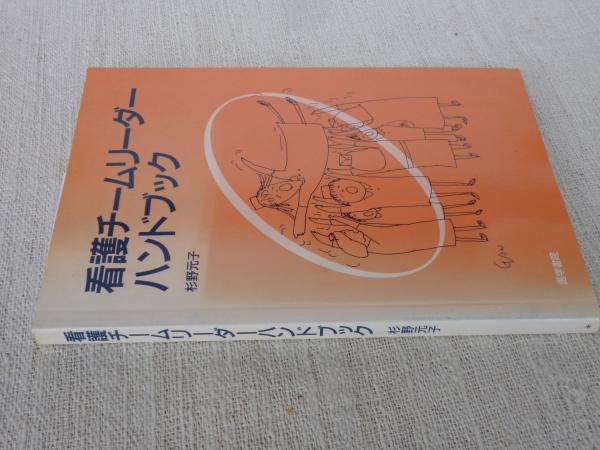 看護チームリーダー
ハンドブック
杉野元子
Gan
医学書院
看護チームリーダーハンドブック 杉野元子